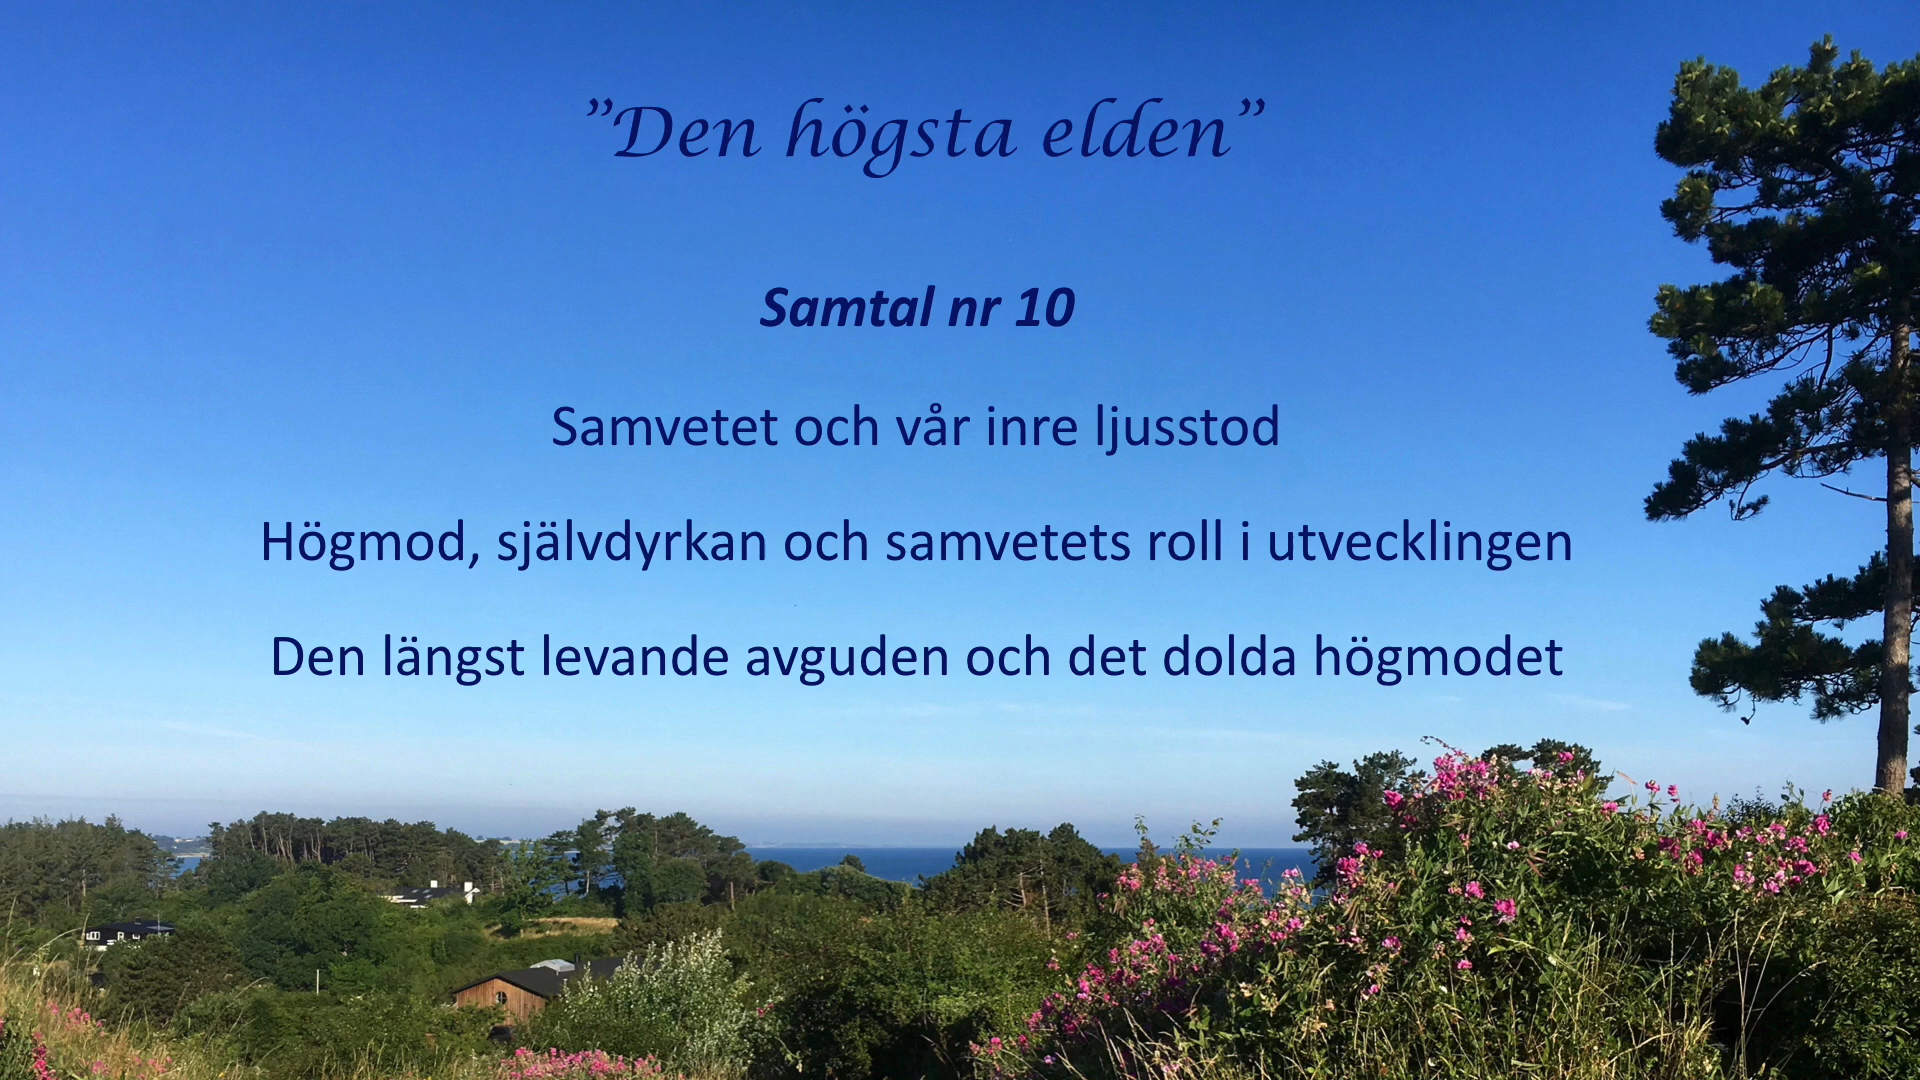 ”Den högsta elden”
Samtal nr 10
Samvetet och vår inre ljusstod
Högmod, självdyrkan och samvetets roll i utvecklingen
Den längst levande avguden och det dolda högmodet